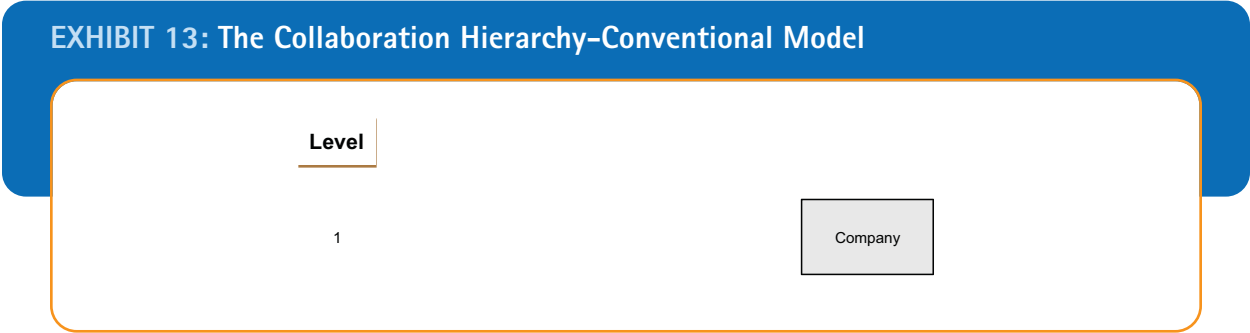 EXHIBIT 13: The Collaboration Hierarchy-Conventional Model
Level
1 Company